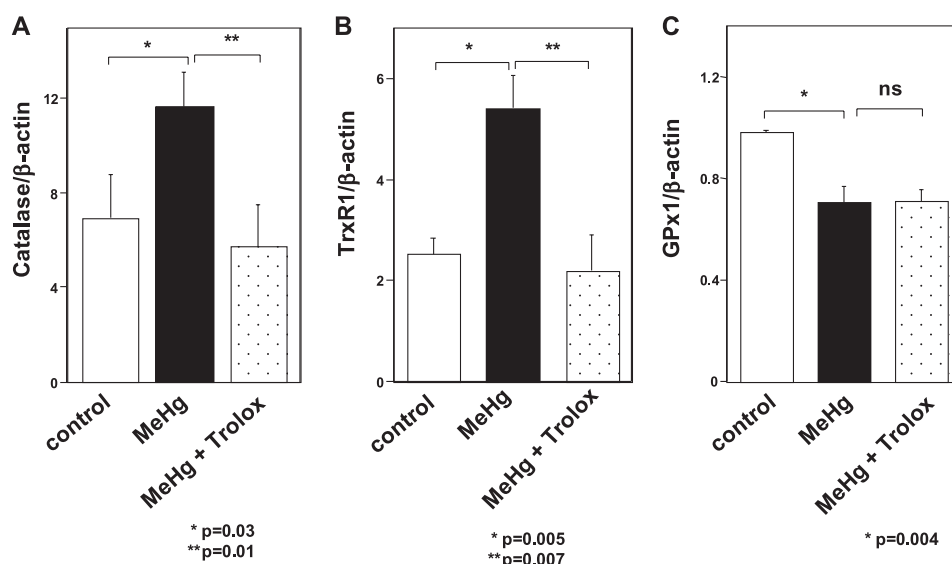 A
Catalase/β-actin
12
8
4
0
*
**
control
MeHg
MeHg + Trolox
* p=0.03
**p=0.01
B
TrxR1/β-actin
6
4
2
0
*
**
control
MeHg
MeHg + Trolox
* p=0.005
**p=0.007
C
GPx1/β-actin
1.2
0.8
0.4
0
*
ns
control
MeHg
MeHg + Trolox
* p=0.004